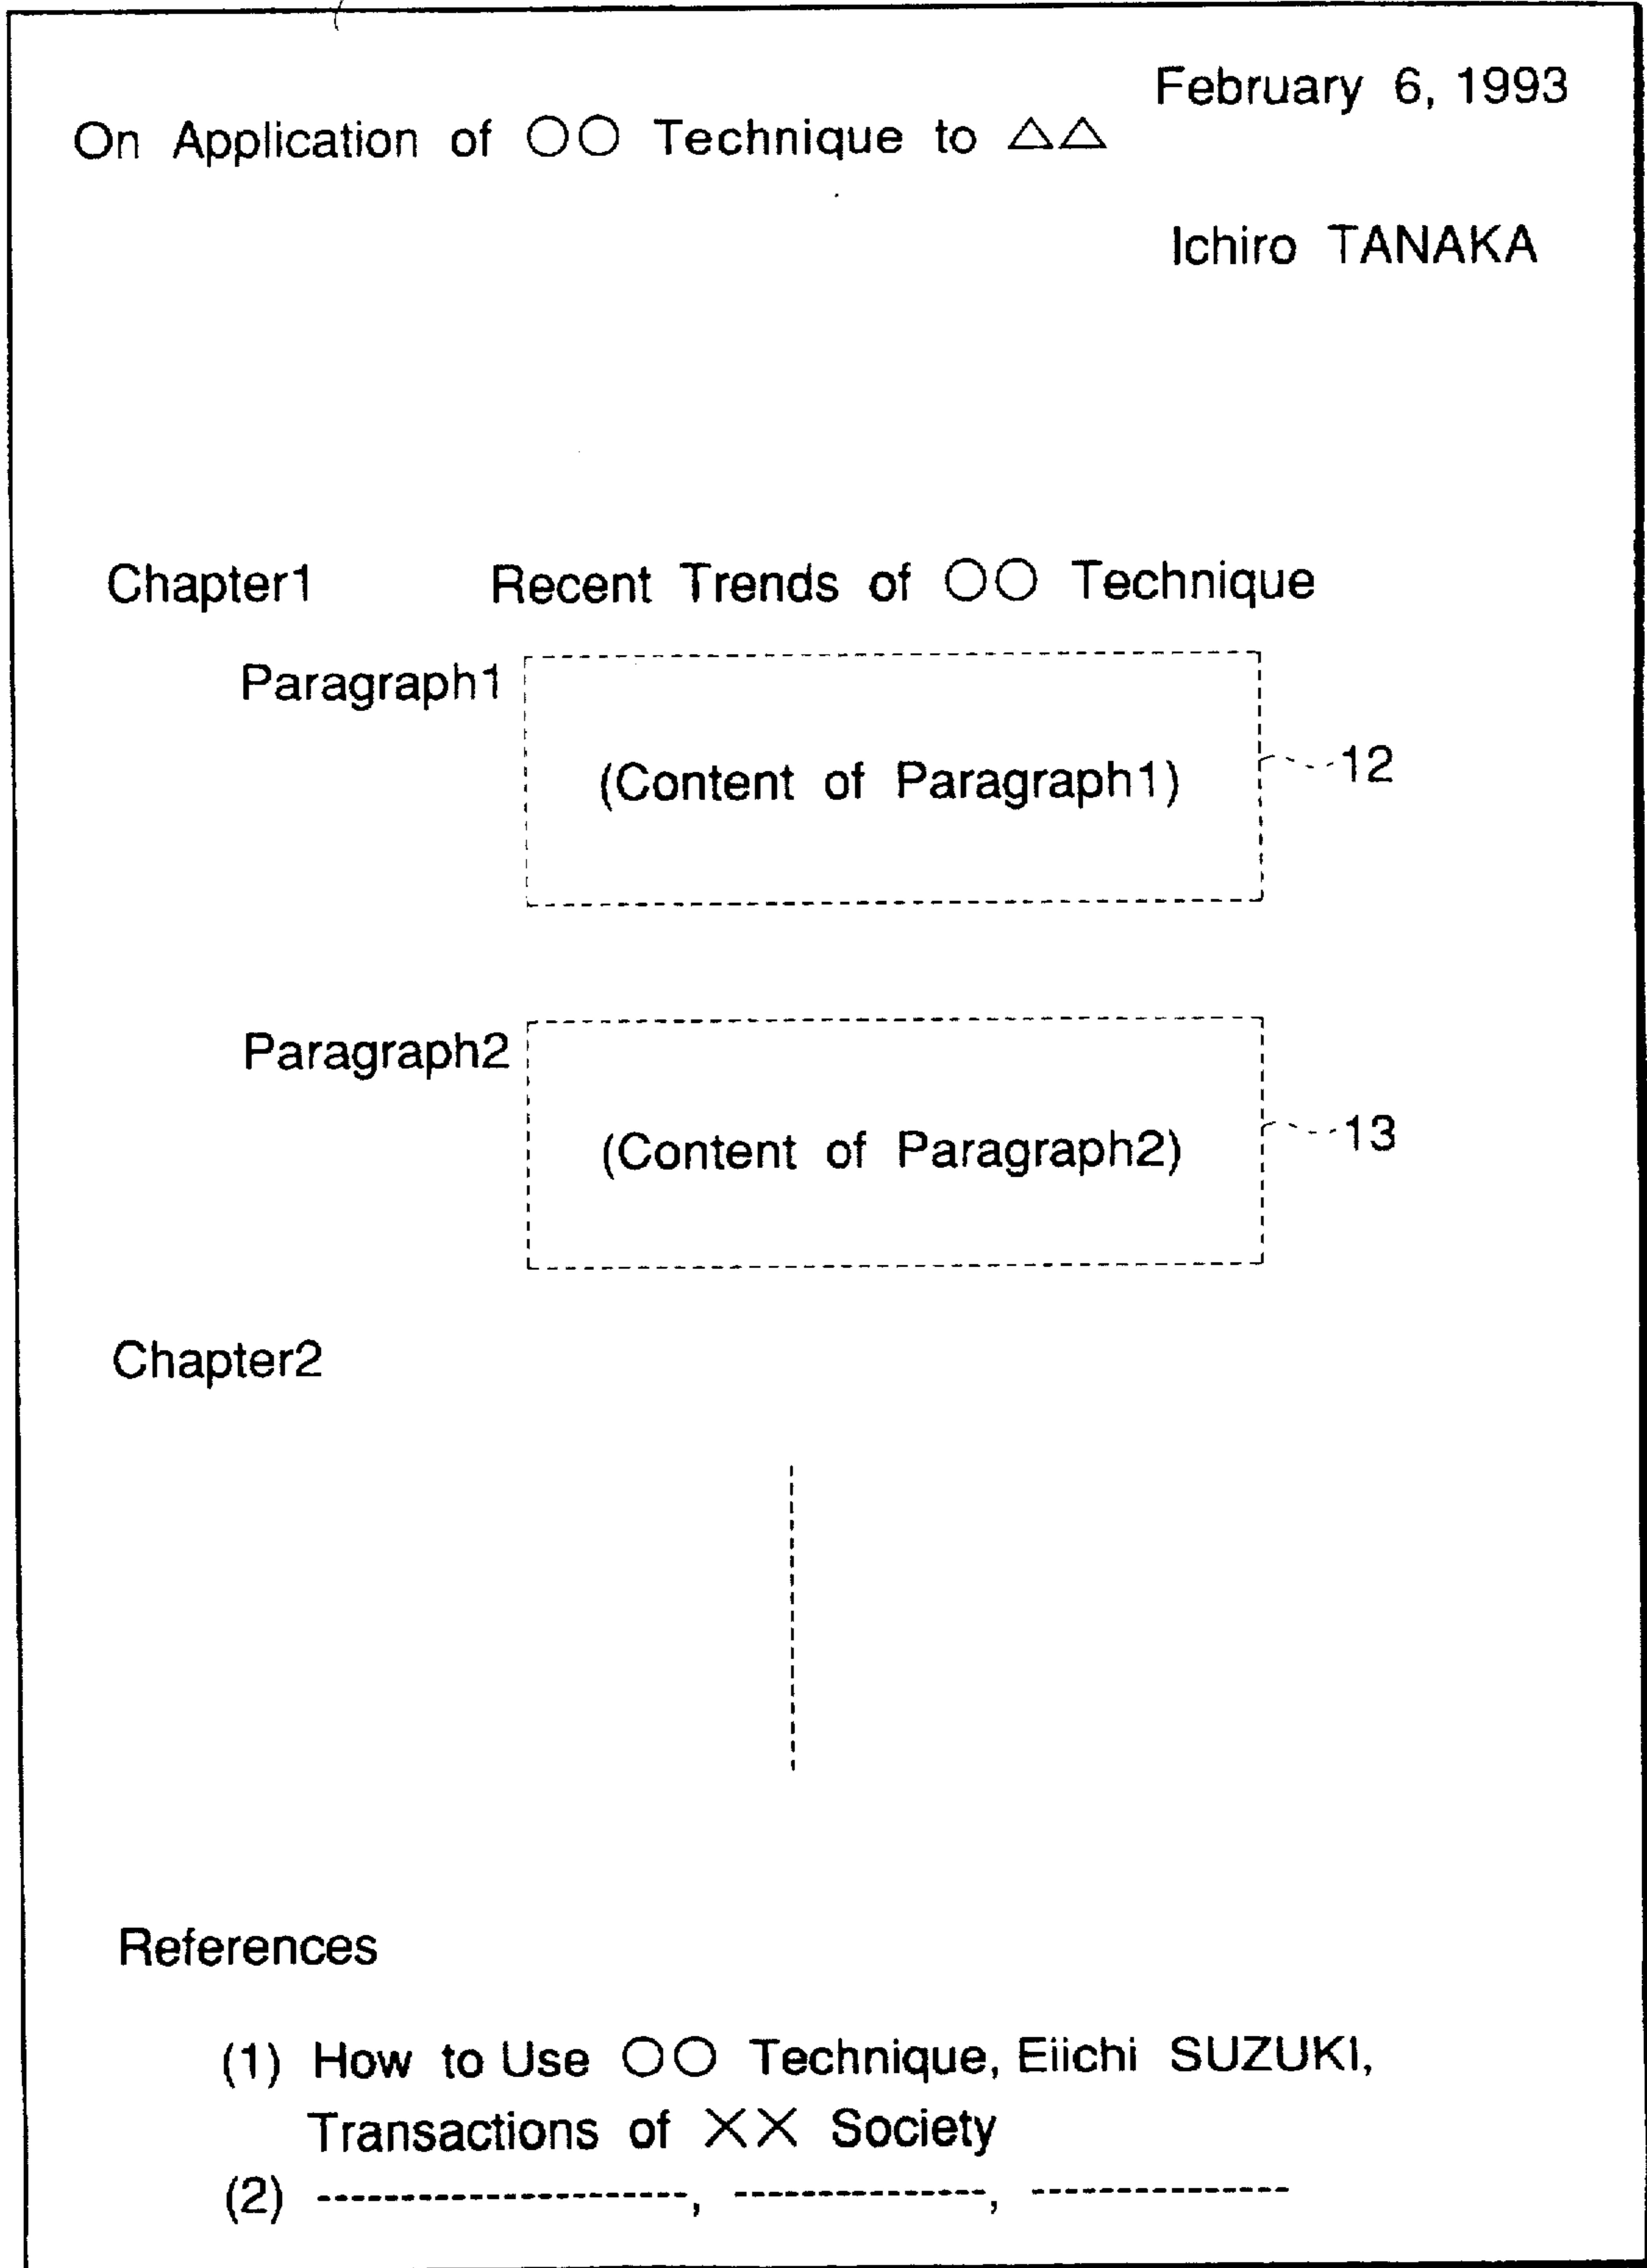 February 6, 1993
On Application of ○○ Technique to △△
Ichiro TANAKA
Chapter1 Recent Trends of ○○ Technique
Paragraph1
(Content of Paragraph1)
12
Paragraph2
(Content of Paragraph2)
13
Chapter2
References
(1) How to Use ○○ Technique, Eiichi SUZUKI,
Transactions of ×× Society
(2) ----------------------, ---------------, ---------------